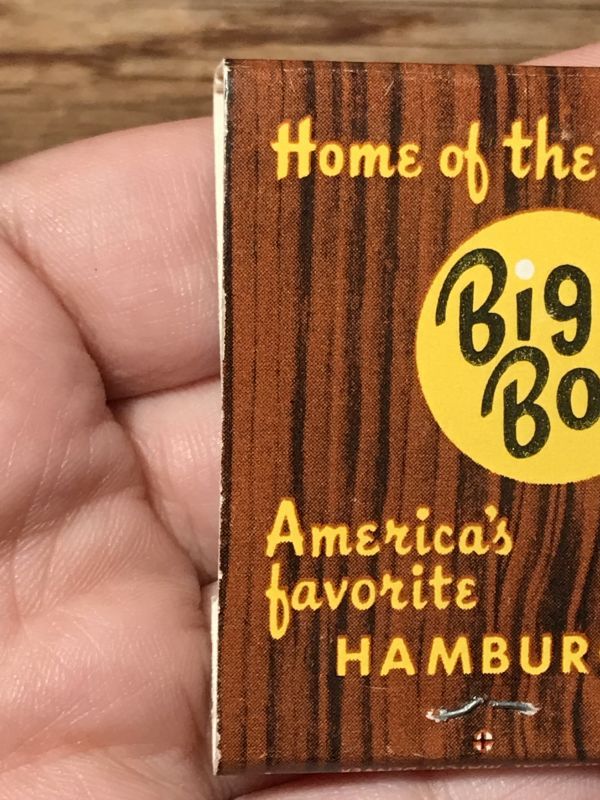 Home of the
Big
Bo
America's
favorite
HAMBUR